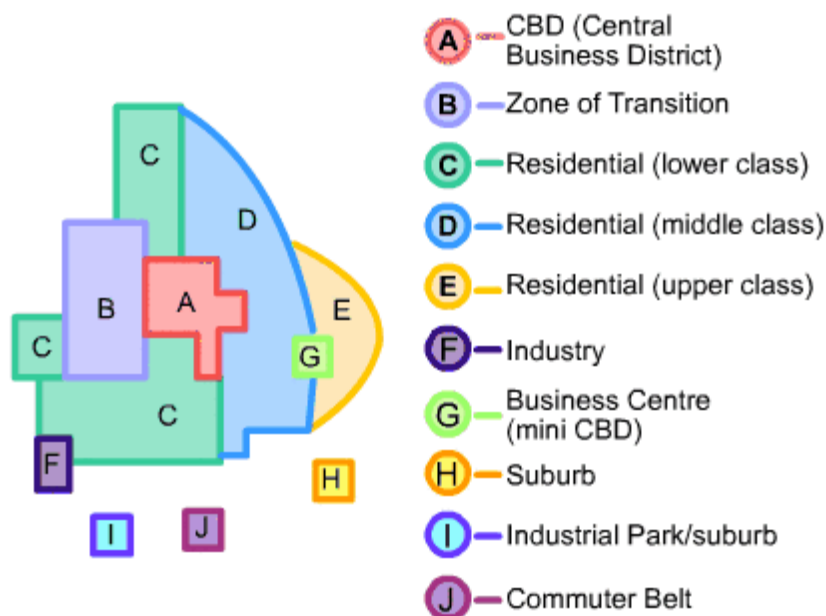 C
D
B
A
E
C
G
C
F
H
I
J
A CBD (Central
Business District)
B Zone of Transition
C Residential (lower class)
D Residential (middle class)
E Residential (upper class)
F Industry
G Business Centre
(mini CBD)
H Suburb
I Industrial Park/suburb
J Commuter Belt